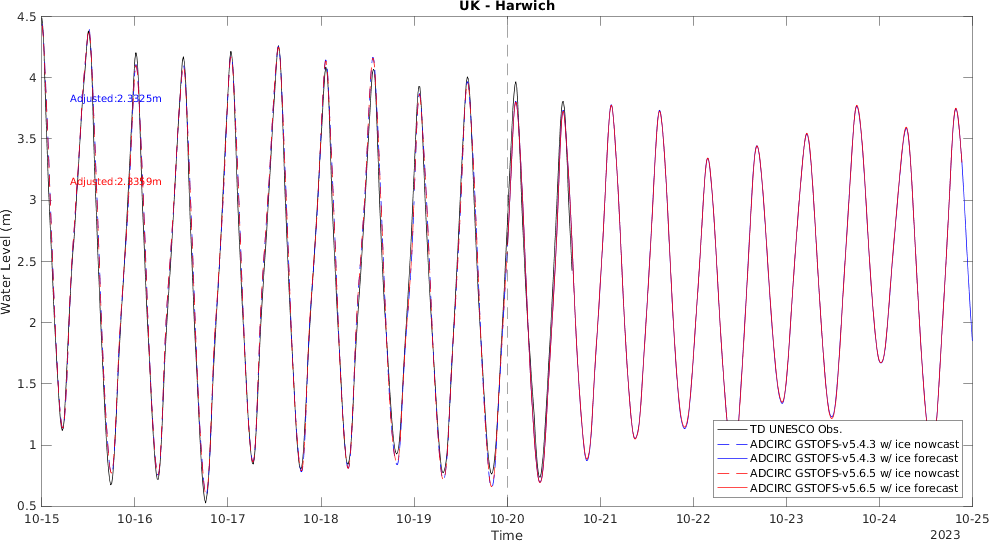 UK - Harwich
4.5
4
3.5
3
2.5
2
1.5
1
0.5
Water Level (m)
Adjusted:2.3325m
Adjusted:2.3359m
TD UNESCO Obs.
ADCIRC GSTOFS-v5.4.3 w/ ice nowcast
ADCIRC GSTOFS-v5.4.3 w/ ice forecast
ADCIRC GSTOFS-v5.6.5 w/ ice nowcast
ADCIRC GSTOFS-v5.6.5 w/ ice forecast
10-15 10-16 10-17 10-18 10-19 10-20 10-21 10-22 10-23 10-24 10-25
Time
2023